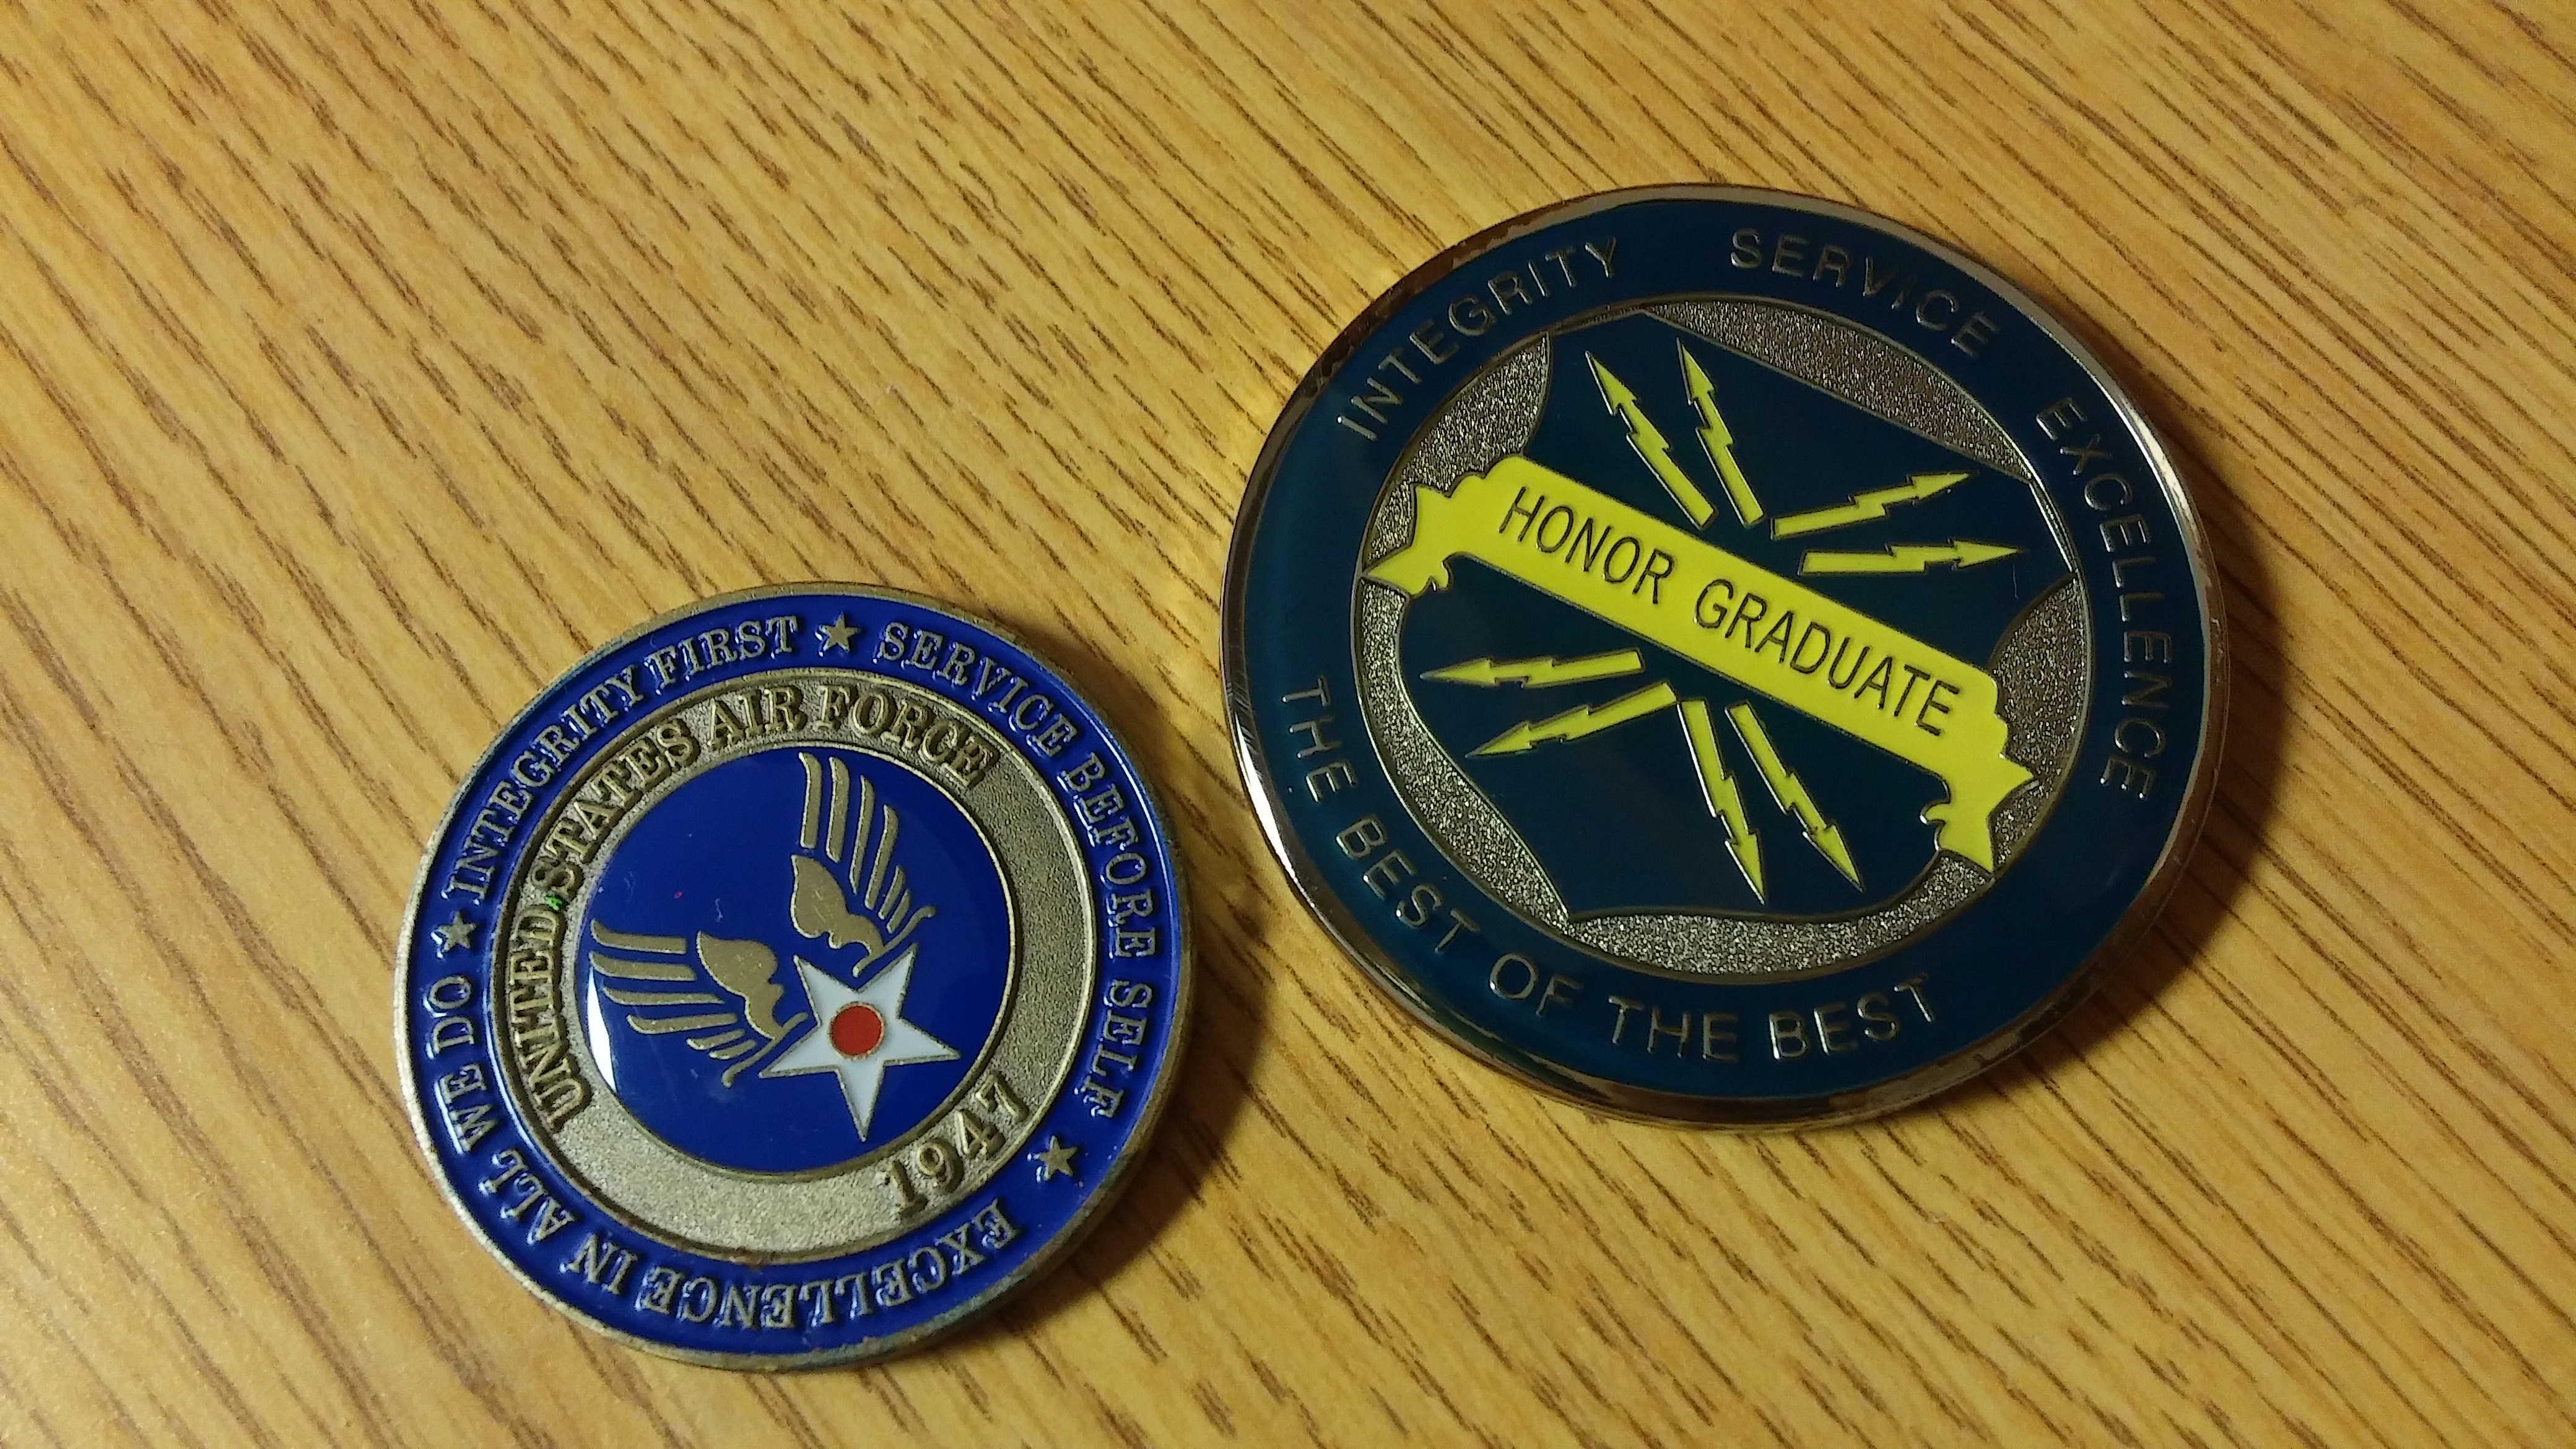 INTEGRITY FIRST ★ SERVICE BEFORE SELF ★ EXCELLENCE IN ALL WE DO ★
UNITED STATES AIR FORCE
1947
INTEGRITY SERVICE EXCELLENCE
HONOR GRADUATE
THE BEST OF THE BEST